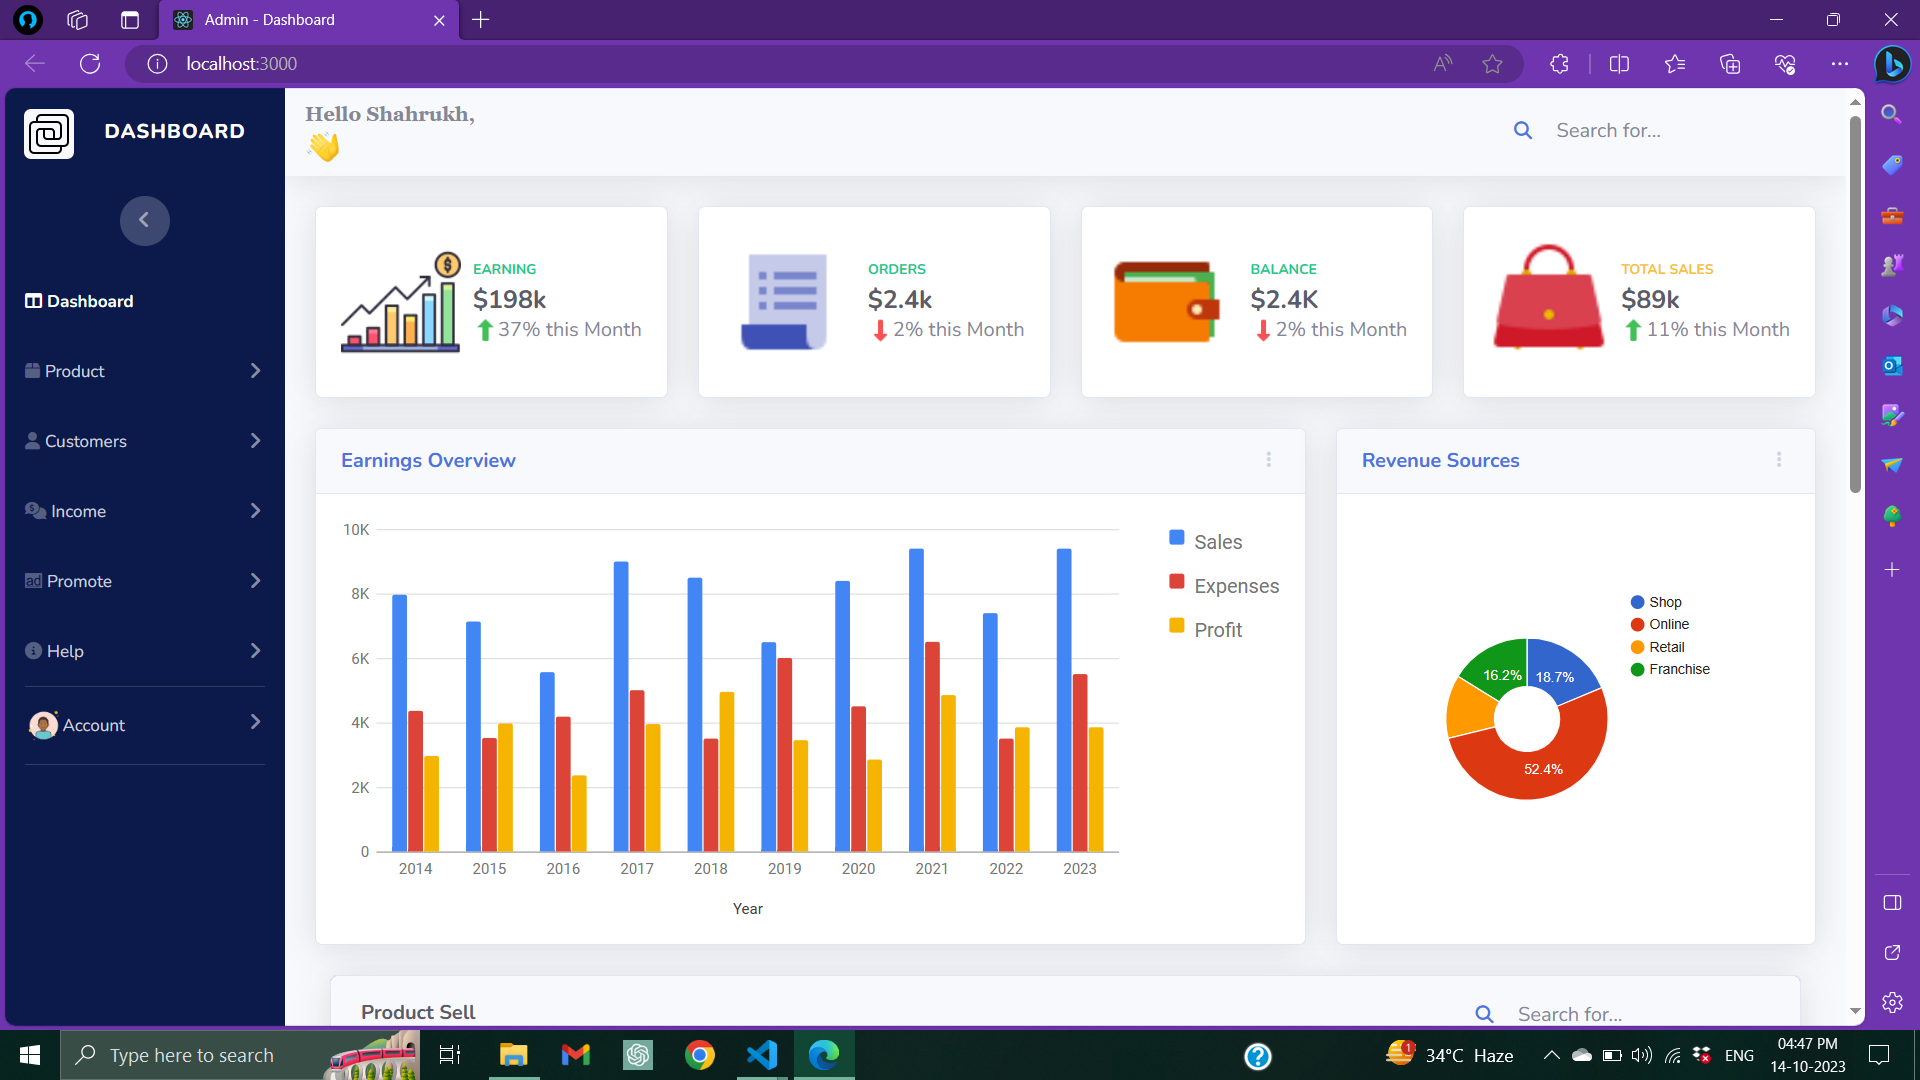 Admin - Dashboard
localhost:3000
DASHBOARD
Hello Shahrukh,
Search for...
Dashboard
Product
Customers
Income
ad Promote
Help
Account
EARNING
$198k
37% this Month
ORDERS
$2.4k
2% this Month
BALANCE
$2.4K
2% this Month
TOTAL SALES
$89k
11% this Month
Earnings Overview
10K
8K
6K
4K
2K
0
2014 2015 2016 2017 2018 2019 2020 2021 2022 2023
Year
Sales
Expenses
Profit
Revenue Sources
Shop
Online
Retail
Franchise
16.2% 18.7%
52.4%
Product Sell
Search for...
Type here to search
1
34°C Haze
ENG
04:47 PM
14-10-2023